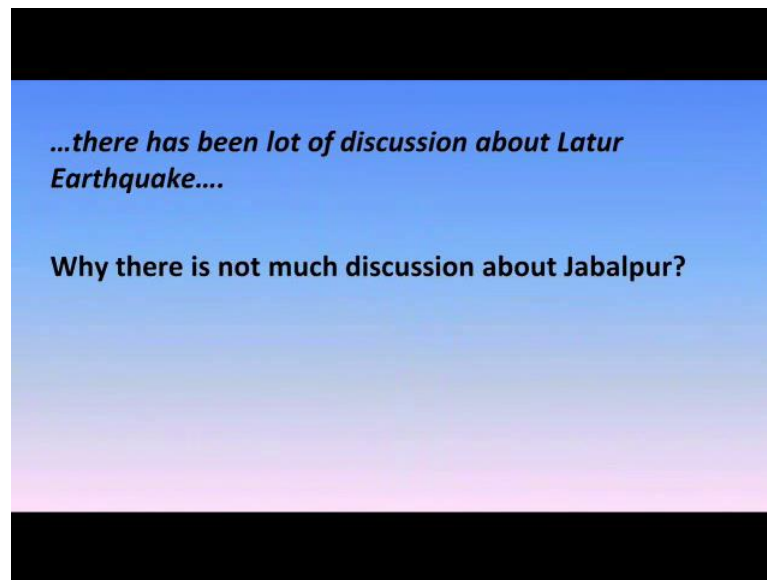 …there has been lot of discussion about Latur
Earthquake….
Why there is not much discussion about Jabalpur?